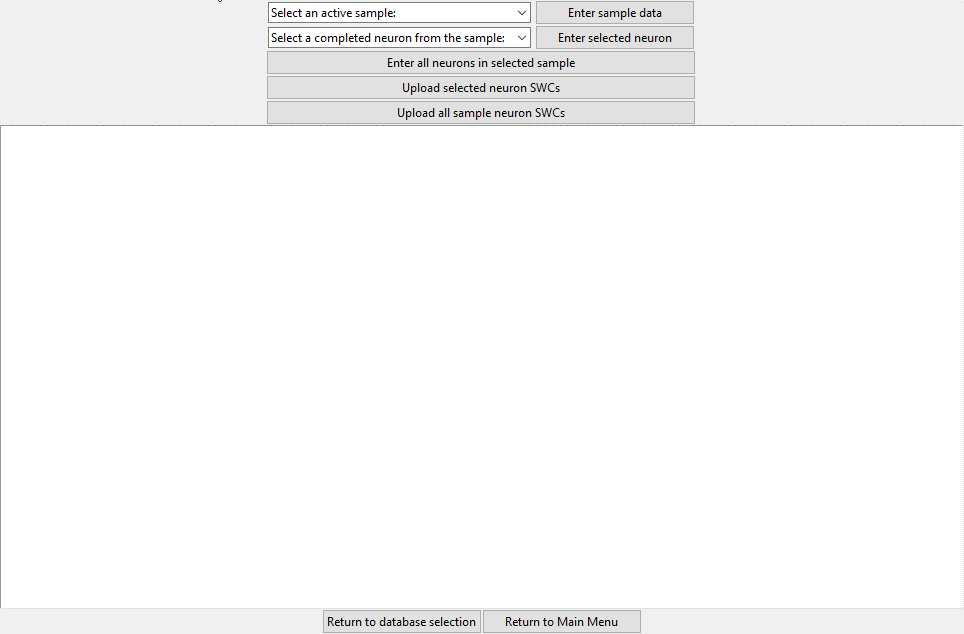 Select an active sample: Enter sample data
Select a completed neuron from the sample: Enter selected neuron
Enter all neurons in selected sample
Upload selected neuron SWCs
Upload all sample neuron SWCs
Return to database selection Return to Main Menu